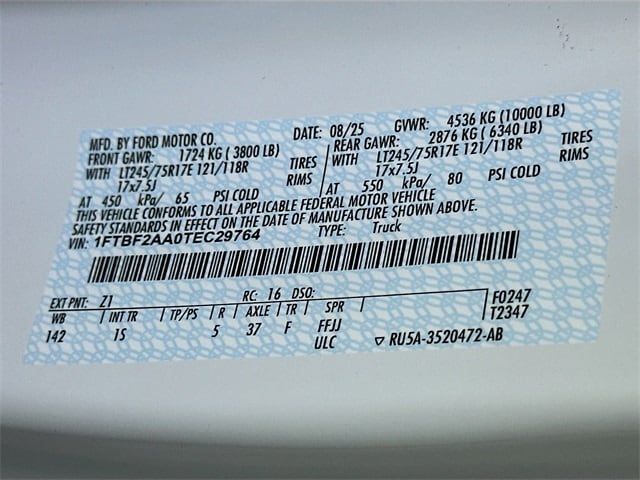 MFD. BY FORD MOTOR CO. DATE: 08/25 GVWR: 4536 KG (10000 LB)
FRONT GAWR: 1724 KG ( 3800 LB) REAR GAWR: 2876 KG ( 6340 LB)
WITH LT245/75R17E 121/118R TIRES WITH LT245/75R17E 121/118R TIRES
17x7.5J RIMS 17x7.5J RIMS
AT 450 kPa/ 65 PSI COLD AT 550 kPa/ 80 PSI COLD
THIS VEHICLE CONFORMS TO ALL APPLICABLE FEDERAL MOTOR VEHICLE
SAFETY STANDARDS IN EFFECT ON THE DATE OF MANUFACTURE SHOWN ABOVE.
VIN: 1FTBF2AA0TEC29764 TYPE: Truck
EXT PNT: Z1 RC: 16 DSO: F0247
WB INT TR TP/PS R AXLE TR SPR T2347
142 1S 5 37 F FFJJ
ULC ▽ RU5A-3520472-AB